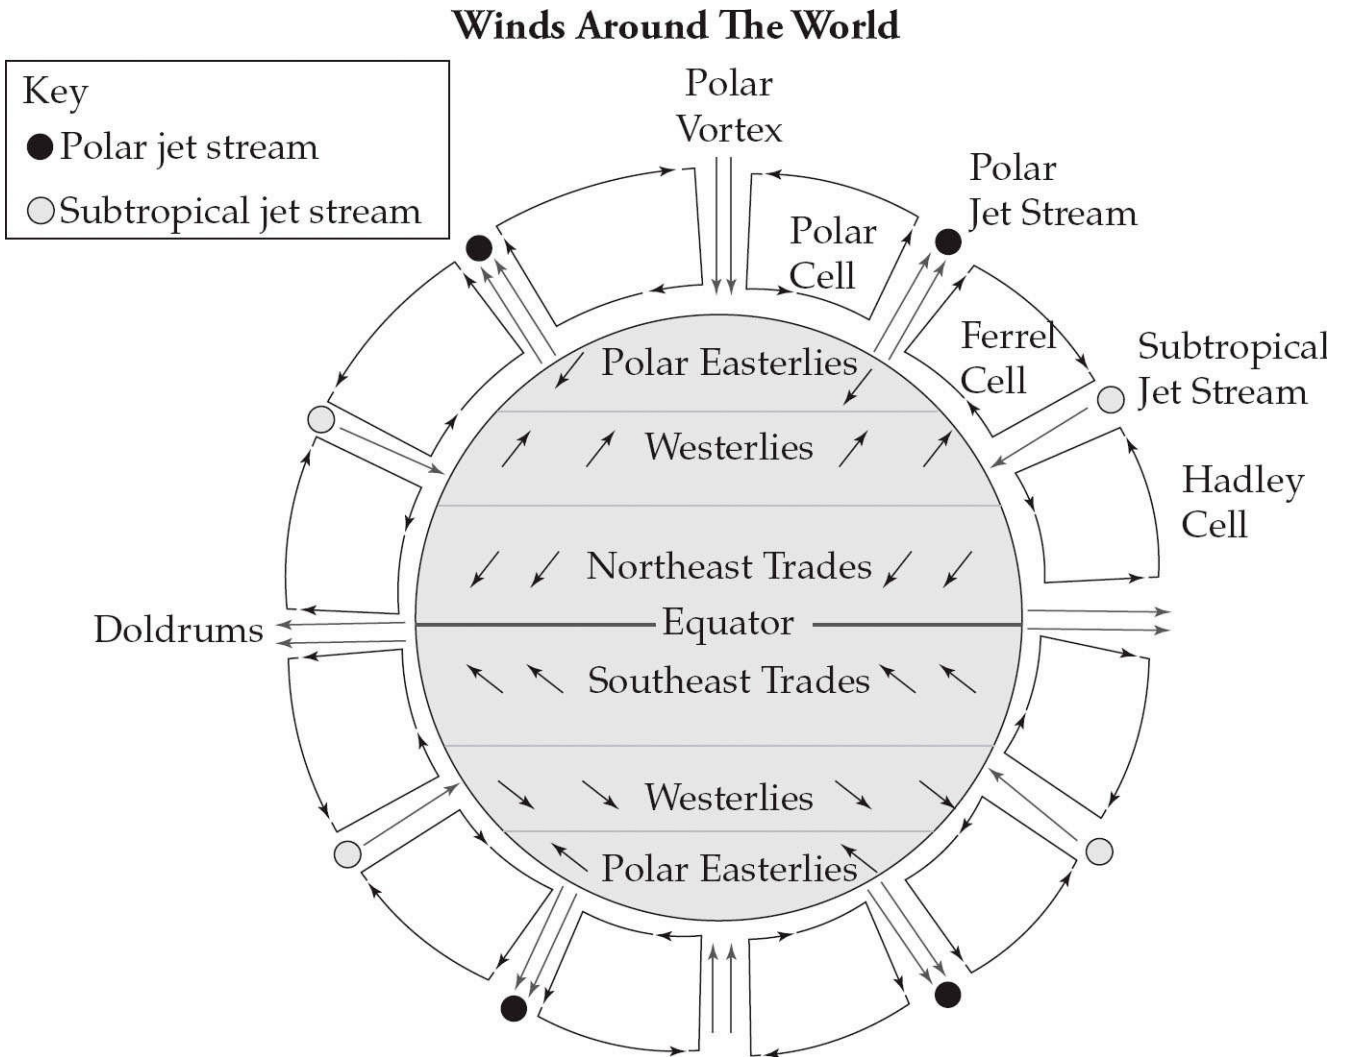 Winds Around The World
Key
Polar jet stream
Subtropical jet stream
Polar
Vortex
Polar
Jet Stream
Polar
Cell
Ferrel
Cell
Subtropical
Jet Stream
Hadley
Cell
Polar Easterlies
Westerlies
Northeast Trades
Doldrums
Equator
Southeast Trades
Westerlies
Polar Easterlies